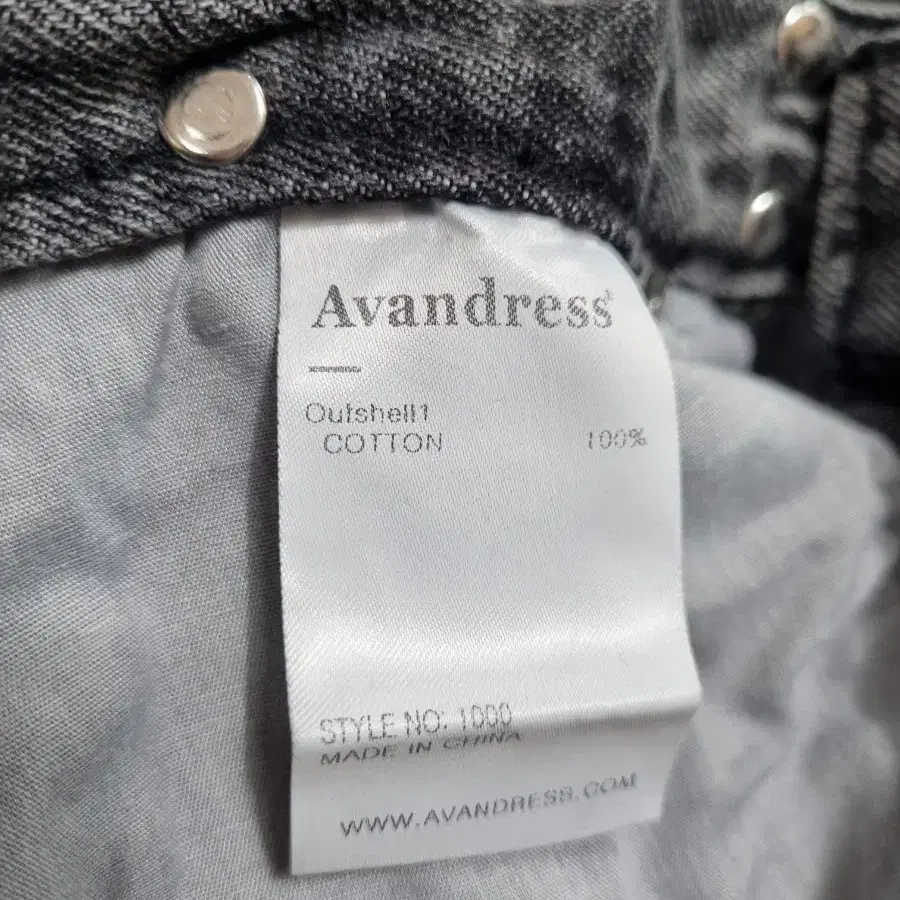 Avandress
Outshell1
COTTON 100%
STYLE NO: 1000
MADE IN CHINA
WWW.AVANDRESS.COM